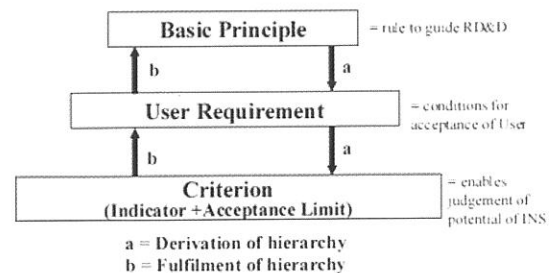 Basic Principle
= rule to guide RD&D
b
a
User Requirement
= conditions for
acceptance of User
b
a
Criterion
(Indicator +Acceptance Limit)
= enables
judgement of
potential of INS
a = Derivation of hierarchy
b = Fulfilment of hierarchy